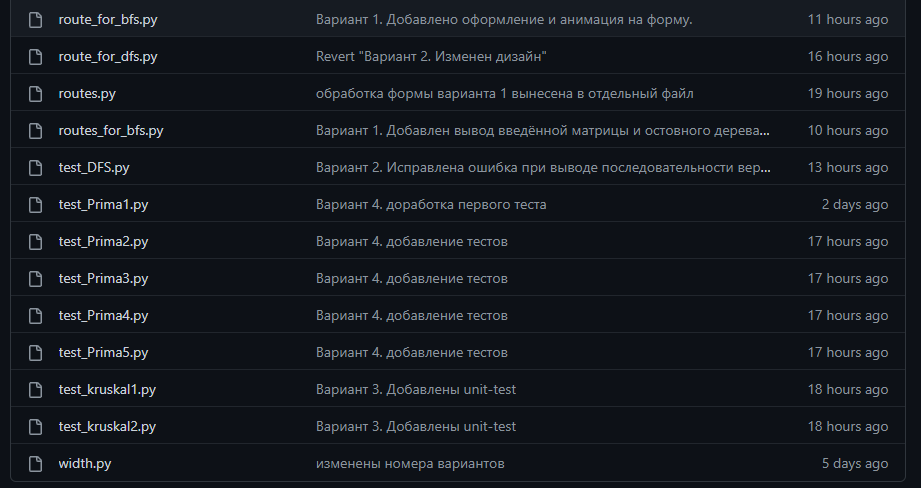 route_for_bfs.py Вариант 1. Добавлено оформление и анимация на форму. 11 hours ago
route_for_dfs.py Revert "Вариант 2. Изменен дизайн" 16 hours ago
routes.py обработка формы варианта 1 вынесена в отдельный файл 19 hours ago
routes_for_bfs.py Вариант 1. Добавлен вывод введённой матрицы и остовного дерева... 10 hours ago
test_DFS.py Вариант 2. Исправлена ошибка при выводе последовательности вер... 13 hours ago
test_Prima1.py Вариант 4. доработка первого теста 2 days ago
test_Prima2.py Вариант 4. добавление тестов 17 hours ago
test_Prima3.py Вариант 4. добавление тестов 17 hours ago
test_Prima4.py Вариант 4. добавление тестов 17 hours ago
test_Prima5.py Вариант 4. добавление тестов 17 hours ago
test_kruskal1.py Вариант 3. Добавлены unit-test 18 hours ago
test_kruskal2.py Вариант 3. Добавлены unit-test 18 hours ago
width.py изменены номера вариантов 5 days ago